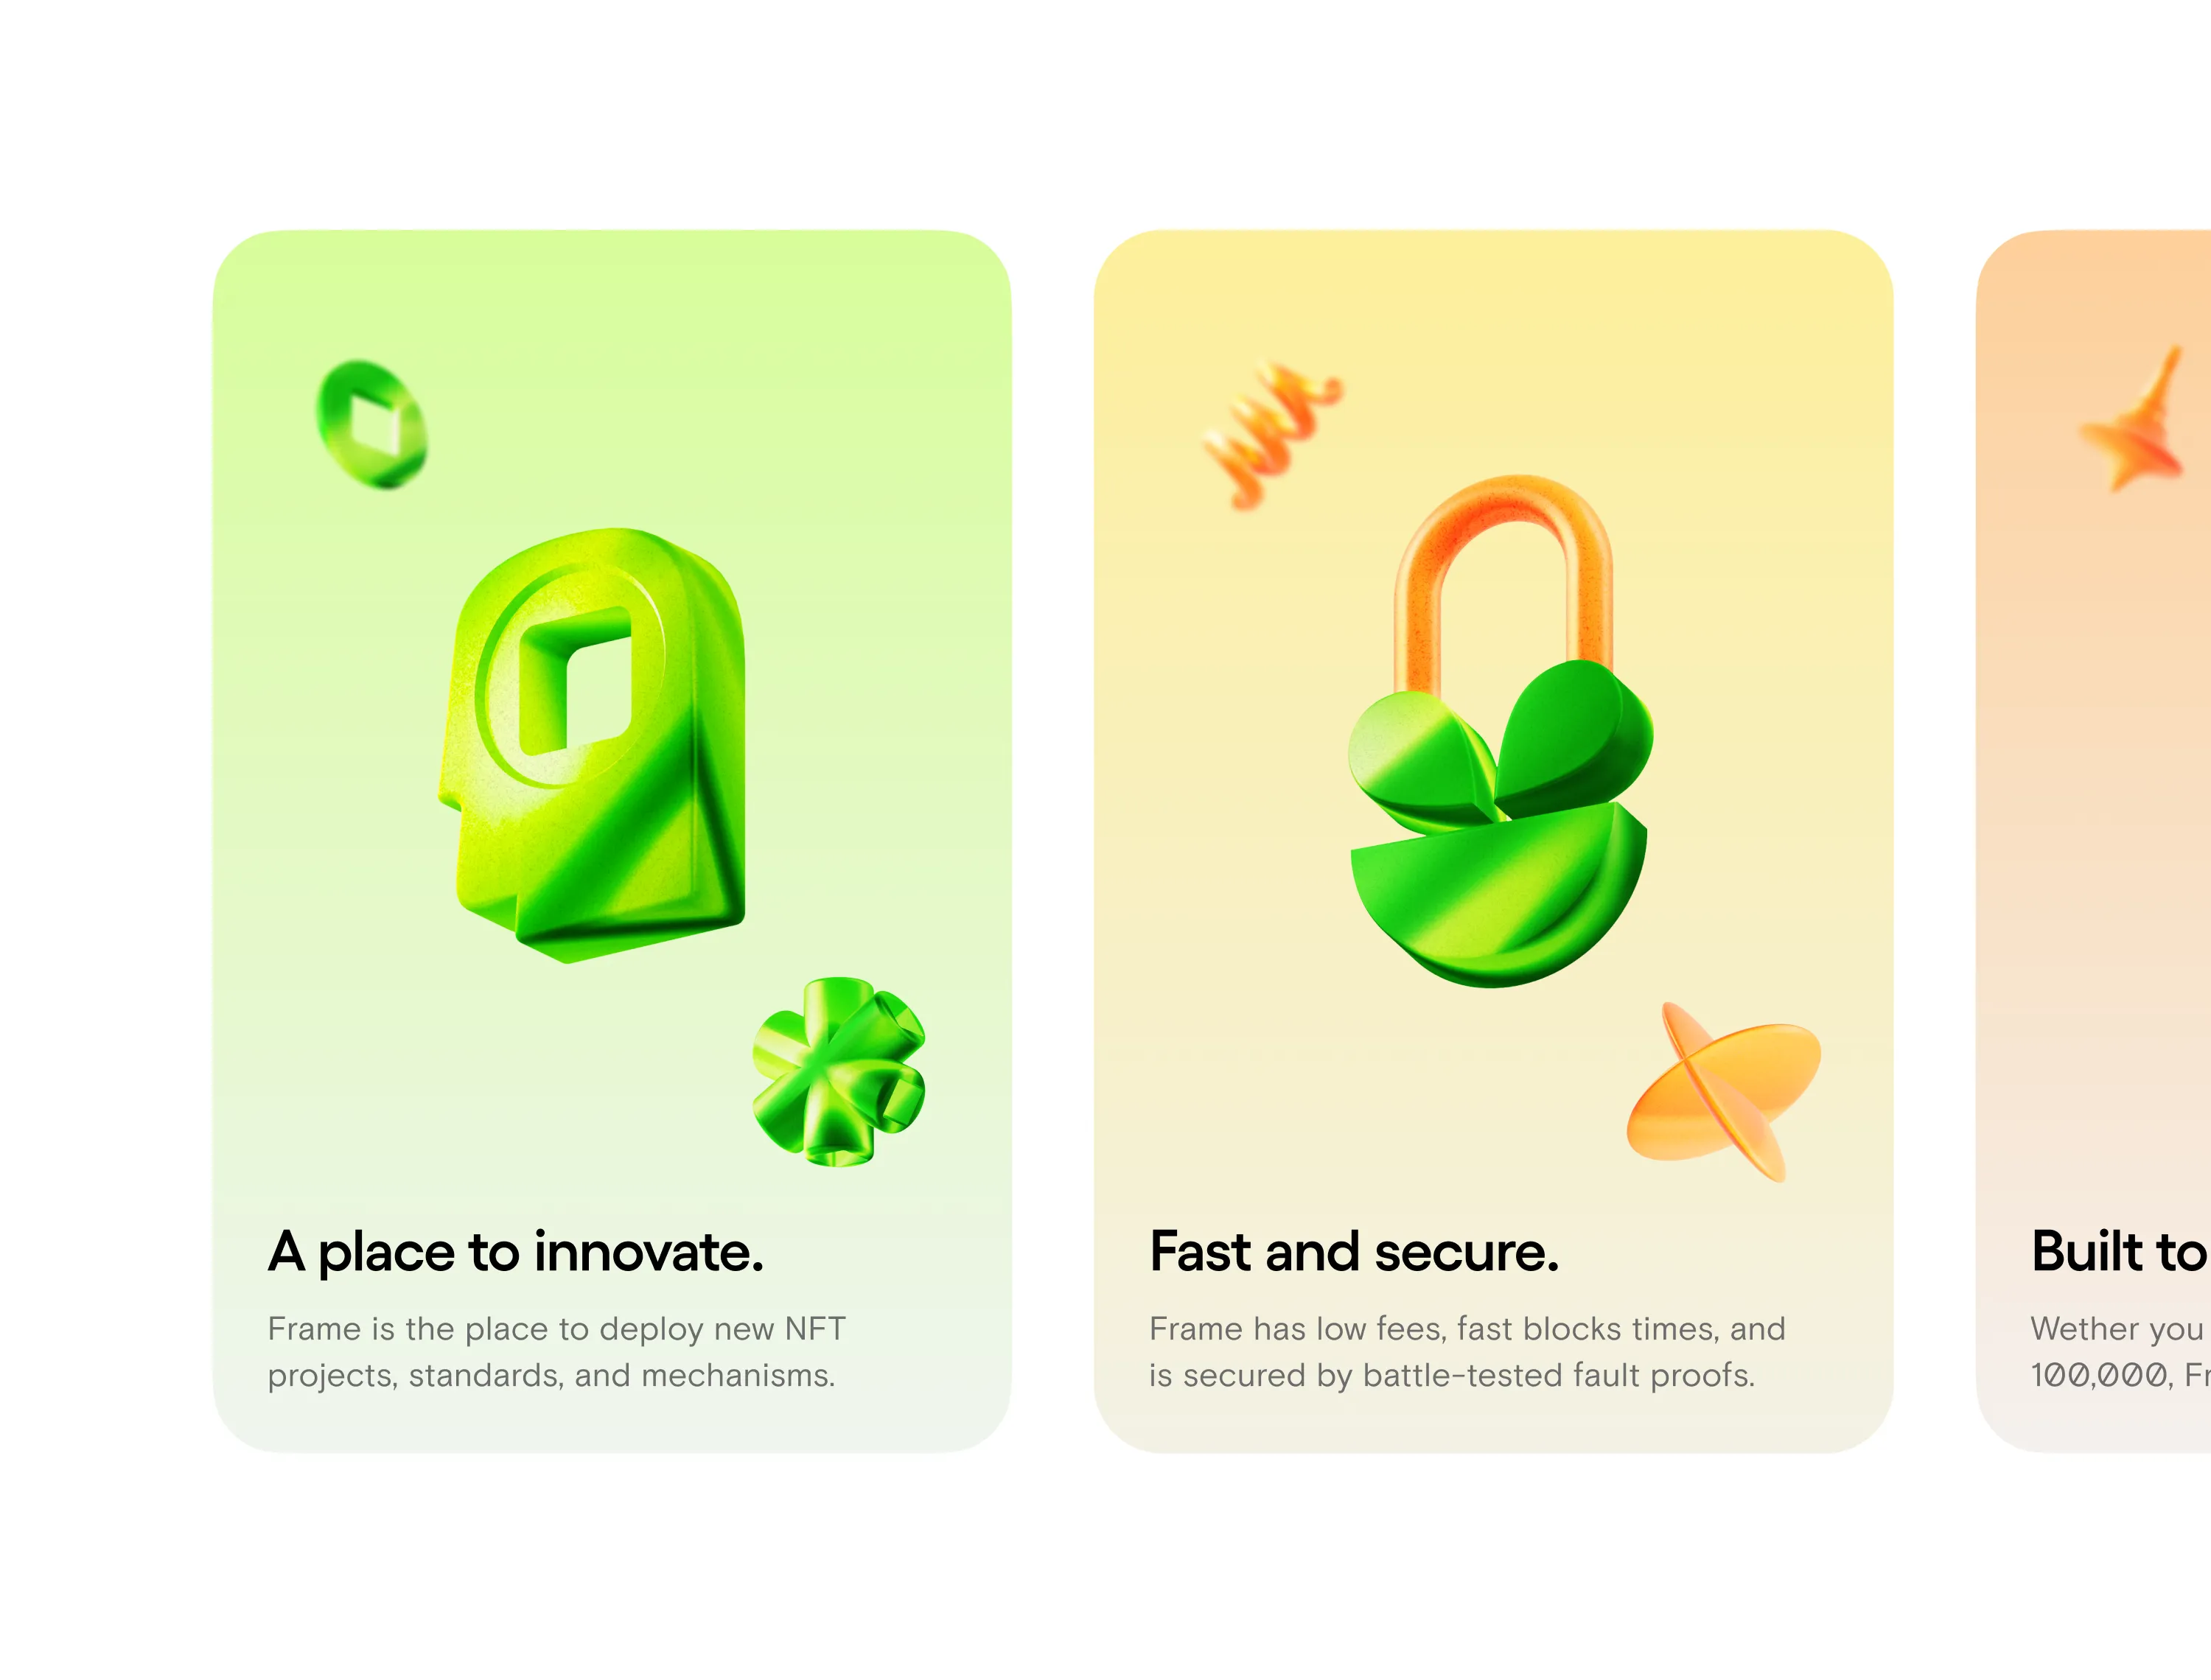 A place to innovate.
Frame is the place to deploy new NFT
projects, standards, and mechanisms.
Fast and secure.
Frame has low fees, fast blocks times, and
is secured by battle-tested fault proofs.
Built to
Wether you
100,000, Fr